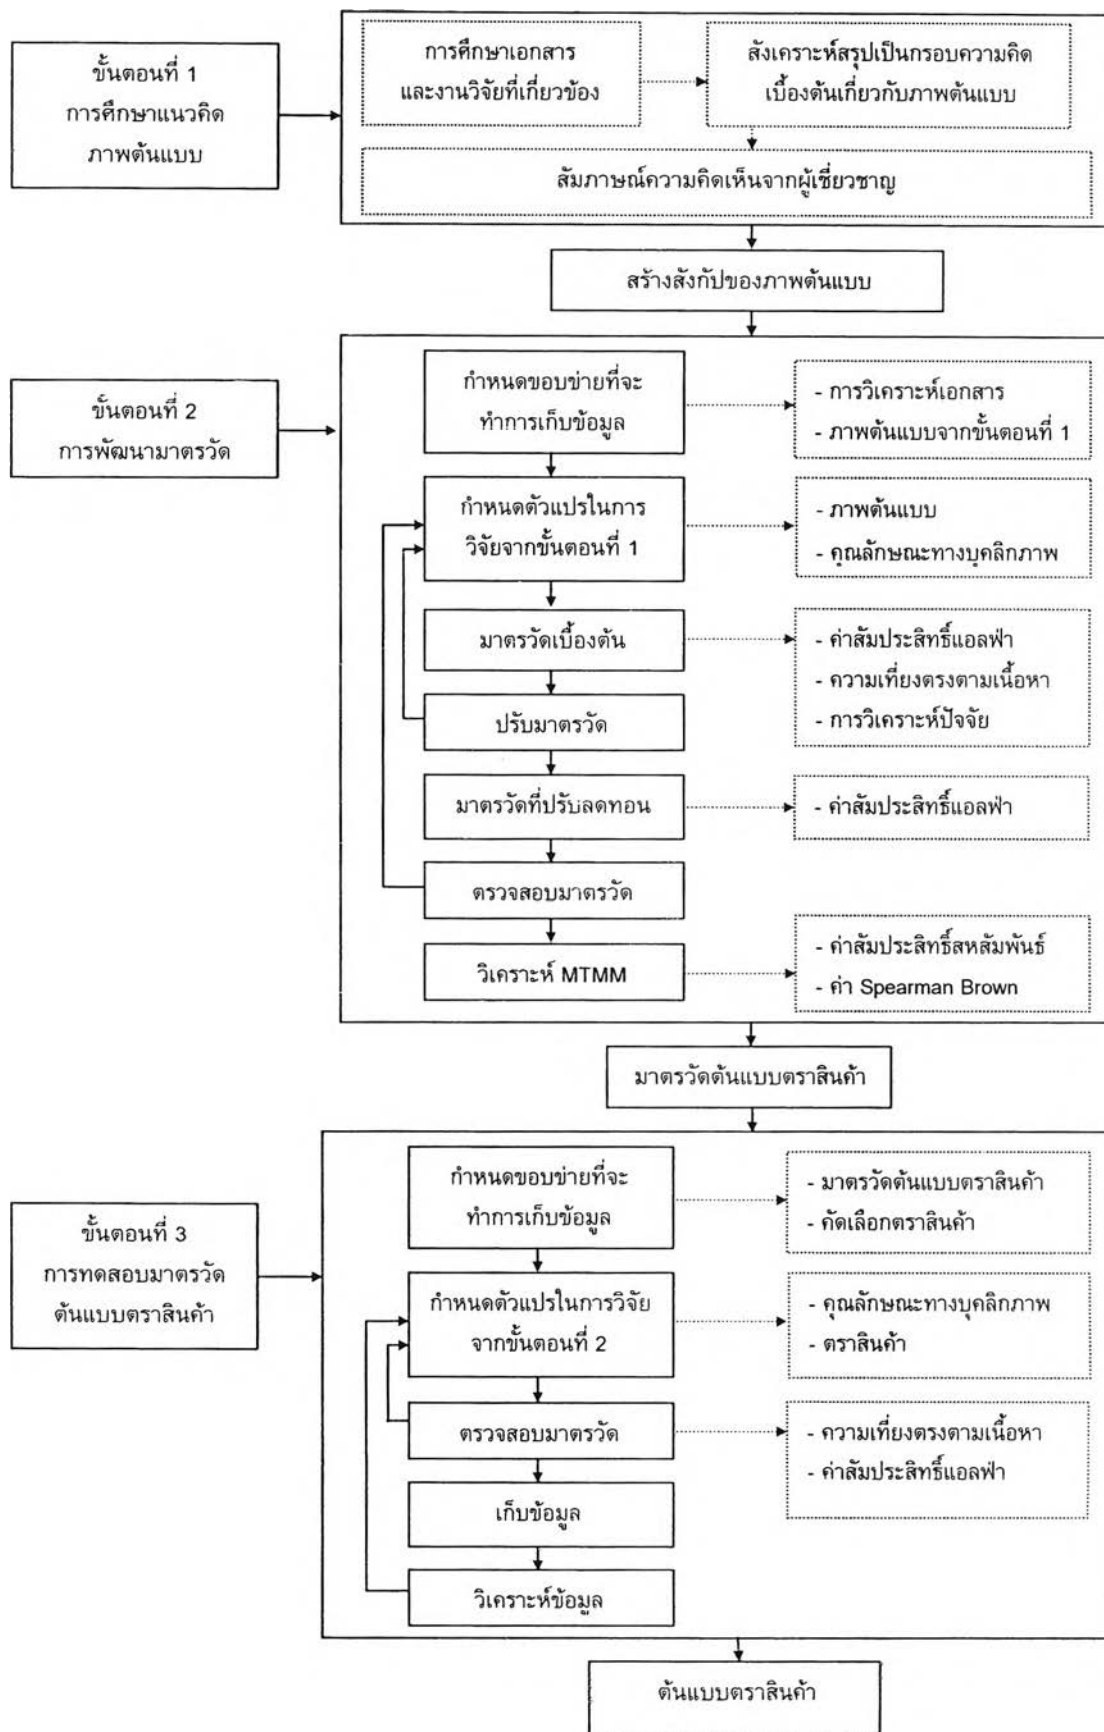 ขั้นตอนที่ 1
การศึกษาแนวคิด
ภาพต้นแบบ
การศึกษาเอกสาร
และงานวิจัยที่เกี่ยวข้อง
สังเคราะห์สรุปเป็นกรอบความคิด
เบื้องต้นเกี่ยวกับภาพต้นแบบ
สัมภาษณ์ความคิดเห็นจากผู้เชี่ยวชาญ
สร้างสังกัปของภาพต้นแบบ
ขั้นตอนที่ 2
การพัฒนามาตรวัด
กำหนดขอบข่ายที่จะ
ทำการเก็บข้อมูล
- การวิเคราะห์เอกสาร
- ภาพต้นแบบจากขั้นตอนที่ 1
กำหนดตัวแปรในการ
วิจัยจากขั้นตอนที่ 1
- ภาพต้นแบบ
- คุณลักษณะทางบุคลิกภาพ
มาตรวัดเบื้องต้น
- ค่าสัมประสิทธิ์แอลฟ่า
- ความเที่ยงตรงตามเนื้อหา
- การวิเคราะห์ปัจจัย
ปรับมาตรวัด
มาตรวัดที่ปรับลดทอน
- ค่าสัมประสิทธิ์แอลฟ่า
ตรวจสอบมาตรวัด
วิเคราะห์ MTMM
- ค่าสัมประสิทธิ์สหสัมพันธ์
- ค่า Spearman Brown
มาตรวัดต้นแบบตราสินค้า
ขั้นตอนที่ 3
การทดสอบมาตรวัด
ต้นแบบตราสินค้า
กำหนดขอบข่ายที่จะ
ทำการเก็บข้อมูล
- มาตรวัดต้นแบบตราสินค้า
- คัดเลือกตราสินค้า
กำหนดตัวแปรในการวิจัย
จากขั้นตอนที่ 2
- คุณลักษณะทางบุคลิกภาพ
- ตราสินค้า
ตรวจสอบมาตรวัด
- ความเที่ยงตรงตามเนื้อหา
- ค่าสัมประสิทธิ์แอลฟ่า
เก็บข้อมูล
วิเคราะห์ข้อมูล
ต้นแบบตราสินค้า